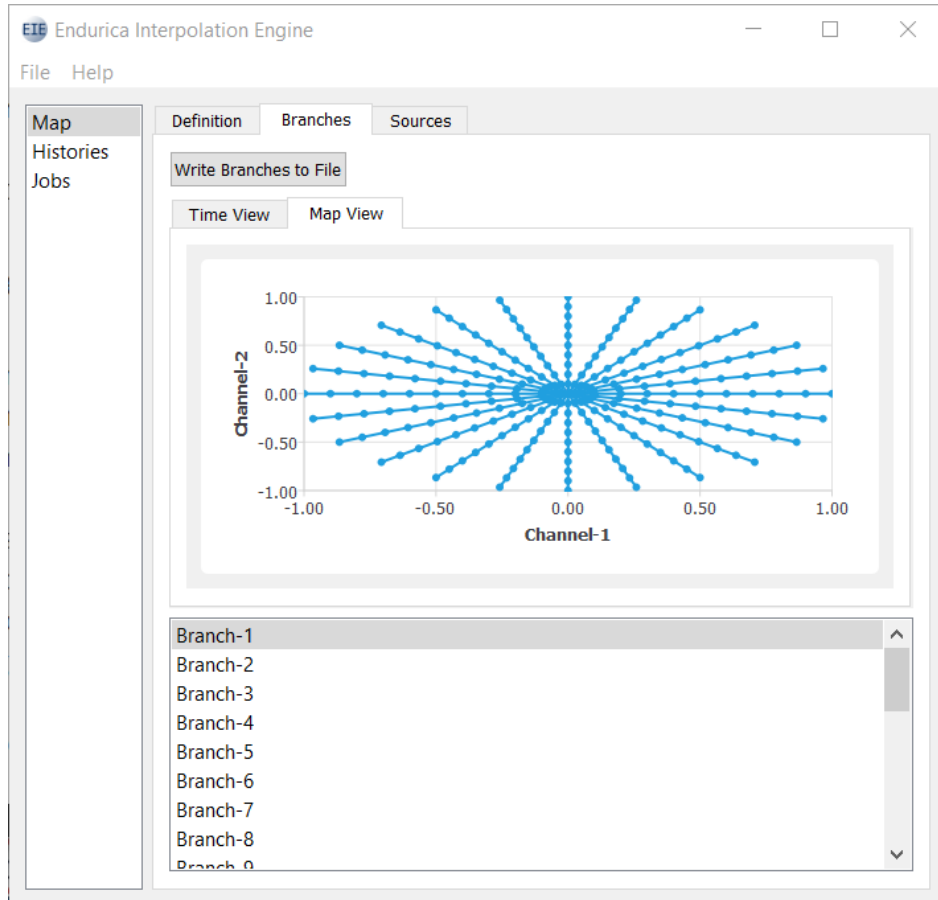 EIE Endurica Interpolation Engine
File Help
Map
Histories
Jobs
Definition Branches Sources
Write Branches to File
Time View Map View
1.00
0.50
0.00
-0.50
-1.00
Channel-2
-1.00 -0.50 0.00 0.50 1.00
Channel-1
Branch-1
Branch-2
Branch-3
Branch-4
Branch-5
Branch-6
Branch-7
Branch-8
Branch-9